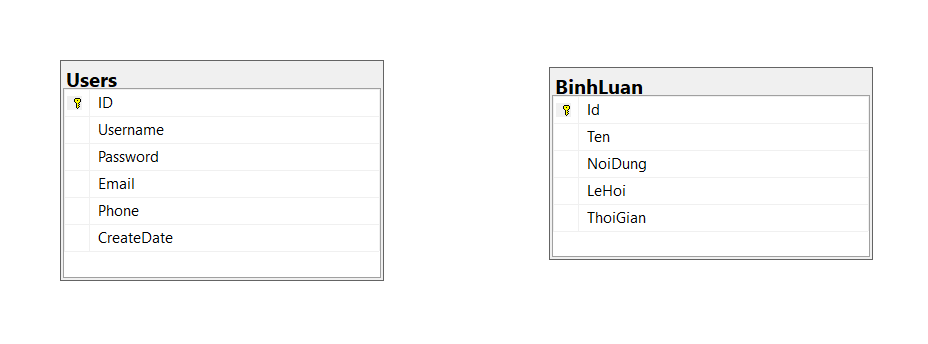 Users
ID
Username
Password
Email
Phone
CreateDate
BinhLuan
Id
Ten
NoiDung
LeHoi
ThoiGian